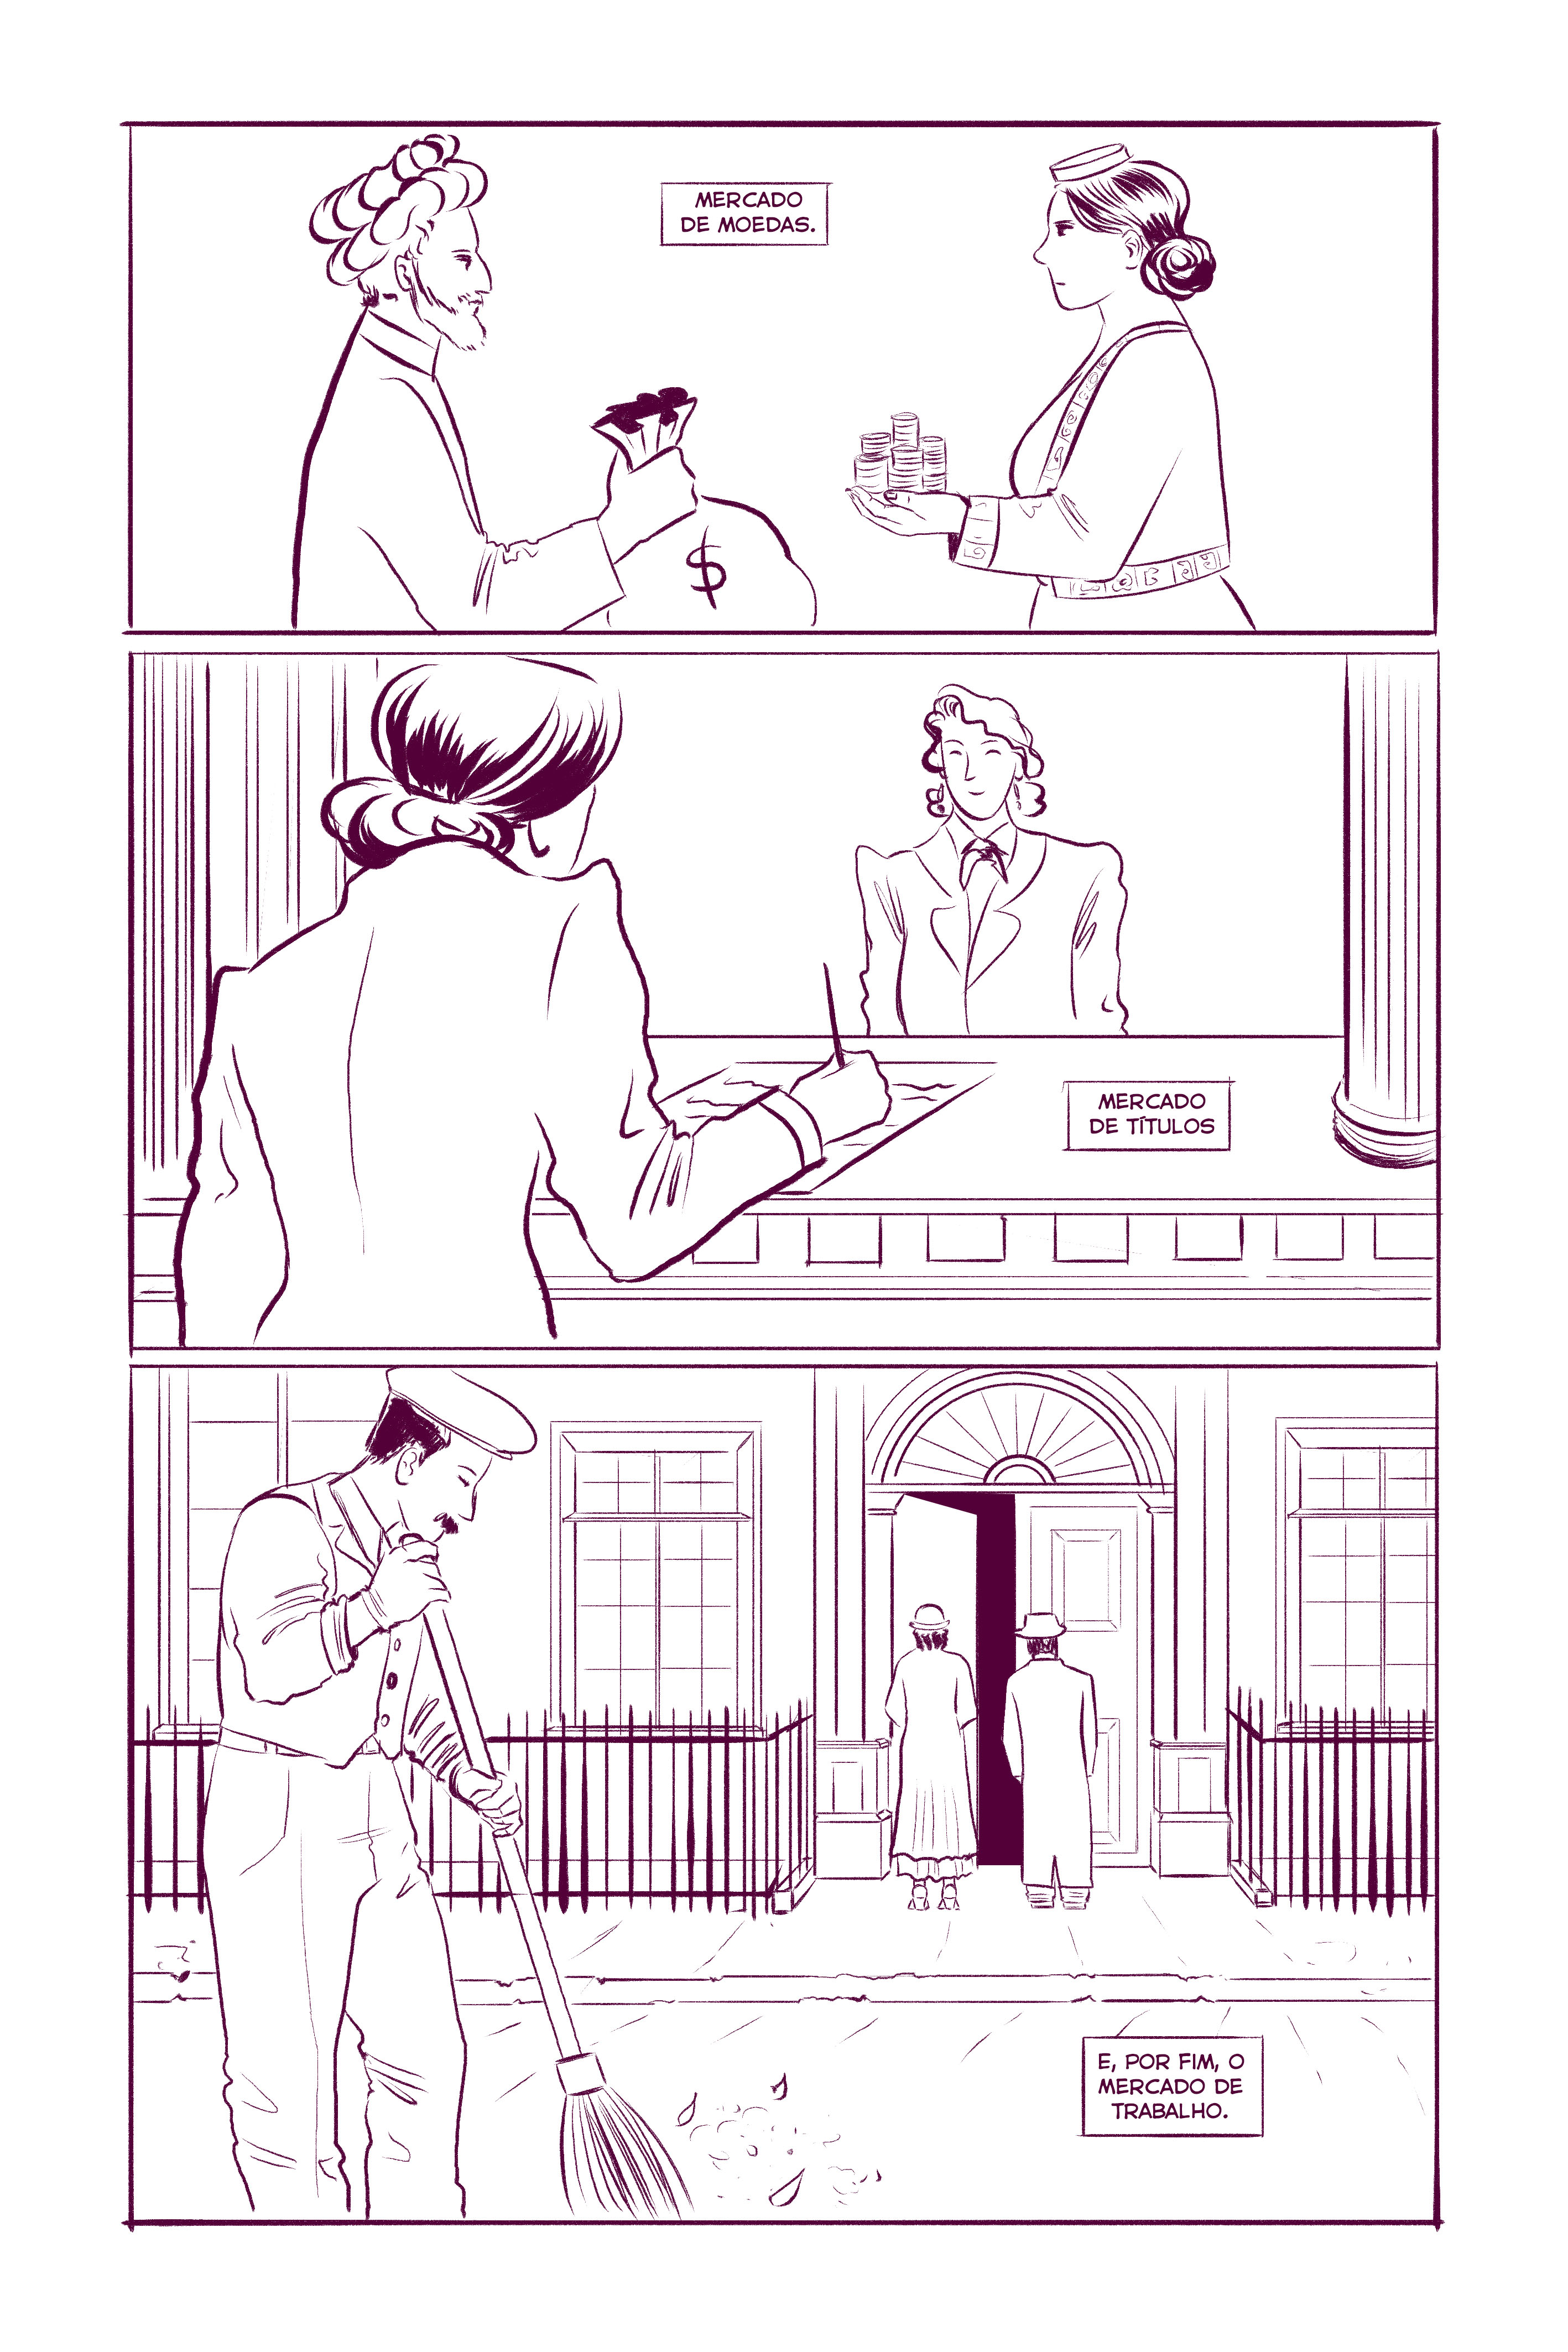 MERCADO
DE MOEDAS.
$
MERCADO
DE TÍTULOS
E, POR FIM, O
MERCADO DE
TRABALHO.